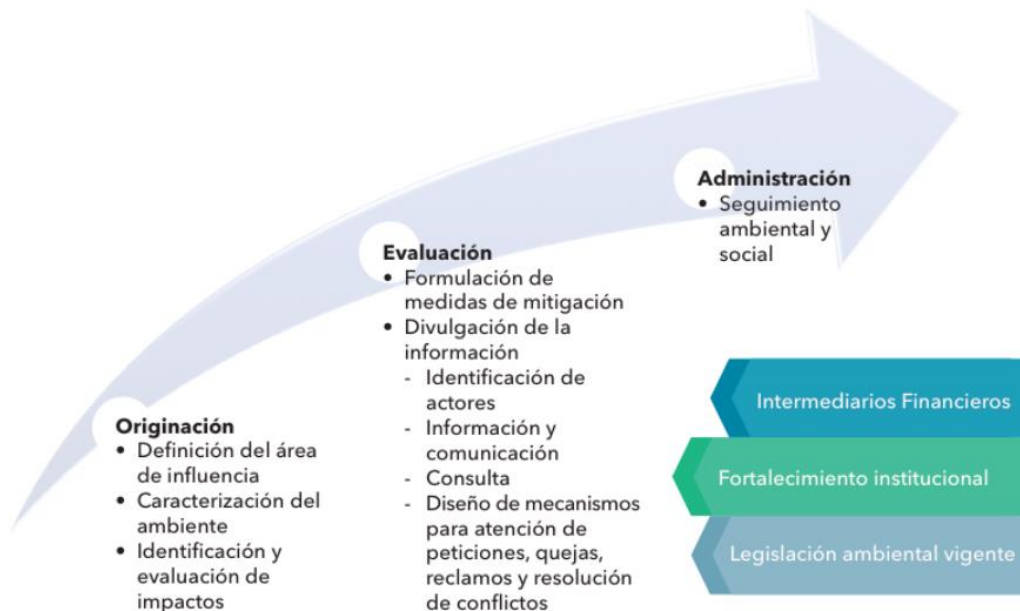 Originación
• Definición del área
de influencia
• Caracterización del
ambiente
• Identificación y
evaluación de
impactos
Evaluación
• Formulación de
medidas de mitigación
• Divulgación de la
información
- Identificación de
actores
- Información y
comunicación
- Consulta
- Diseño de mecanismos
para atención de
peticiones, quejas,
reclamos y resolución
de conflictos
Administración
• Seguimiento
ambiental y
social
Intermediarios Financieros
Fortalecimiento institucional
Legislación ambiental vigente